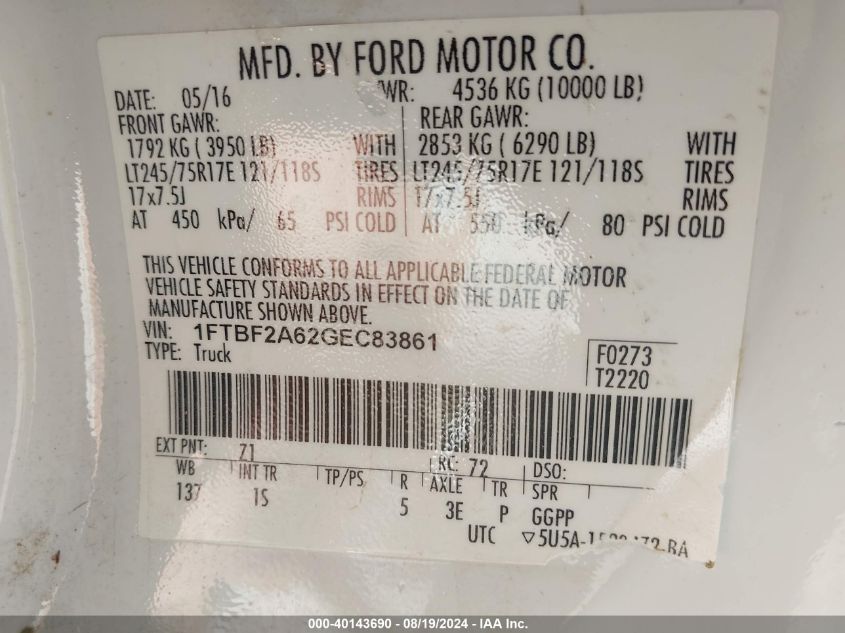 MFD. BY FORD MOTOR CO.
DATE: 05/16 WR: 4536 KG (10000 LB)
FRONT GAWR: REAR GAWR:
1792 KG ( 3950 LB) WITH 2853 KG ( 6290 LB) WITH
LT245/75R17E 121/118S TIRES LT245/75R17E 121/118S TIRES
17x7.5J RIMS 17x7.5J RIMS
AT 450 kPa/ 65 PSI COLD AT 550 kPa/ 80 PSI COLD
THIS VEHICLE CONFORMS TO ALL APPLICABLE FEDERAL MOTOR
VEHICLE SAFETY STANDARDS IN EFFECT ON THE DATE OF
MANUFACTURE SHOWN ABOVE.
VIN: 1FTBF2A62GEC83861
TYPE: Truck
F0273
T2220
EXT PNT: Z1 RC: 72 DSO:
WB INT TR TP/PS R AXLE TR SPR
137 1S 5 3E P GGPP
UTC
000-40143690 - 08/19/2024 - IAA Inc.